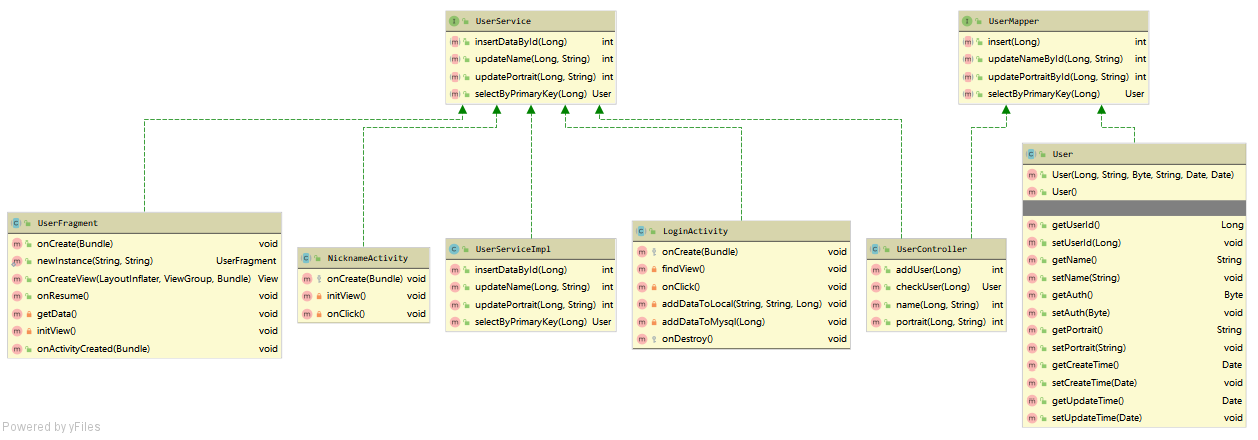 UserService
insertDataById(Long) int
updateName(Long, String) int
updatePortrait(Long, String) int
selectByPrimaryKey(Long) User
UserMapper
insert(Long) int
updateNameById(Long, String) int
updatePortraitById(Long, String) int
selectByPrimaryKey(Long) User
User
User(Long, String, Byte, String, Date, Date)
User()
getUserId() Long
setUserId(Long) void
getName() String
setName(String) void
getAuth() Byte
setAuth(Byte) void
getPortrait() String
setPortrait(String) void
getCreateTime() Date
setCreateTime(Date) void
getUpdateTime() Date
setUpdateTime(Date) void
UserFragment
onCreate(Bundle) void
newInstance(String, String) UserFragment
onCreateView(LayoutInflater, ViewGroup, Bundle) View
onResume() void
getData() void
initView() void
onActivityCreated(Bundle) void
NicknameActivity
onCreate(Bundle) void
initView() void
onClick() void
UserServiceImpl
insertDataById(Long) int
updateName(Long, String) int
updatePortrait(Long, String) int
selectByPrimaryKey(Long) User
LoginActivity
onCreate(Bundle) void
findView() void
onClick() void
addDataToLocal(String, String, Long) void
addDataToMysql(Long) void
onDestroy() void
UserController
addUser(Long) int
checkUser(Long) User
name(Long, String) int
portrait(Long, String) int
Powered by yFiles